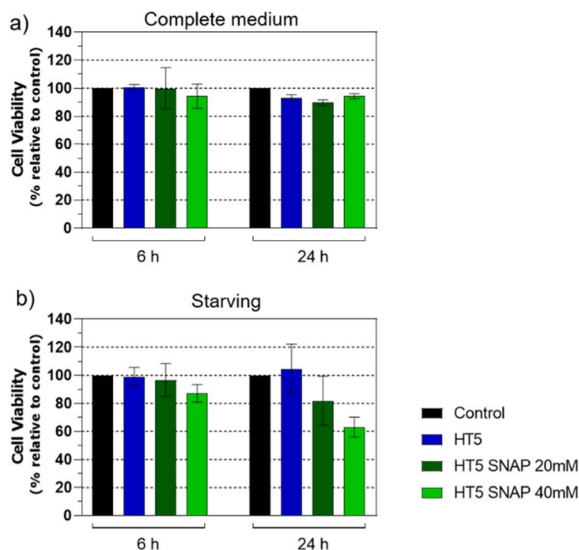 a)
Complete medium
Cell Viability
(% relative to control)
140
120
100
80
60
40
20
0
6 h
24 h
b)
Starving
Cell Viability
(% relative to control)
140
120
100
80
60
40
20
0
6 h
24 h
Control
HT5
HT5 SNAP 20mM
HT5 SNAP 40mM